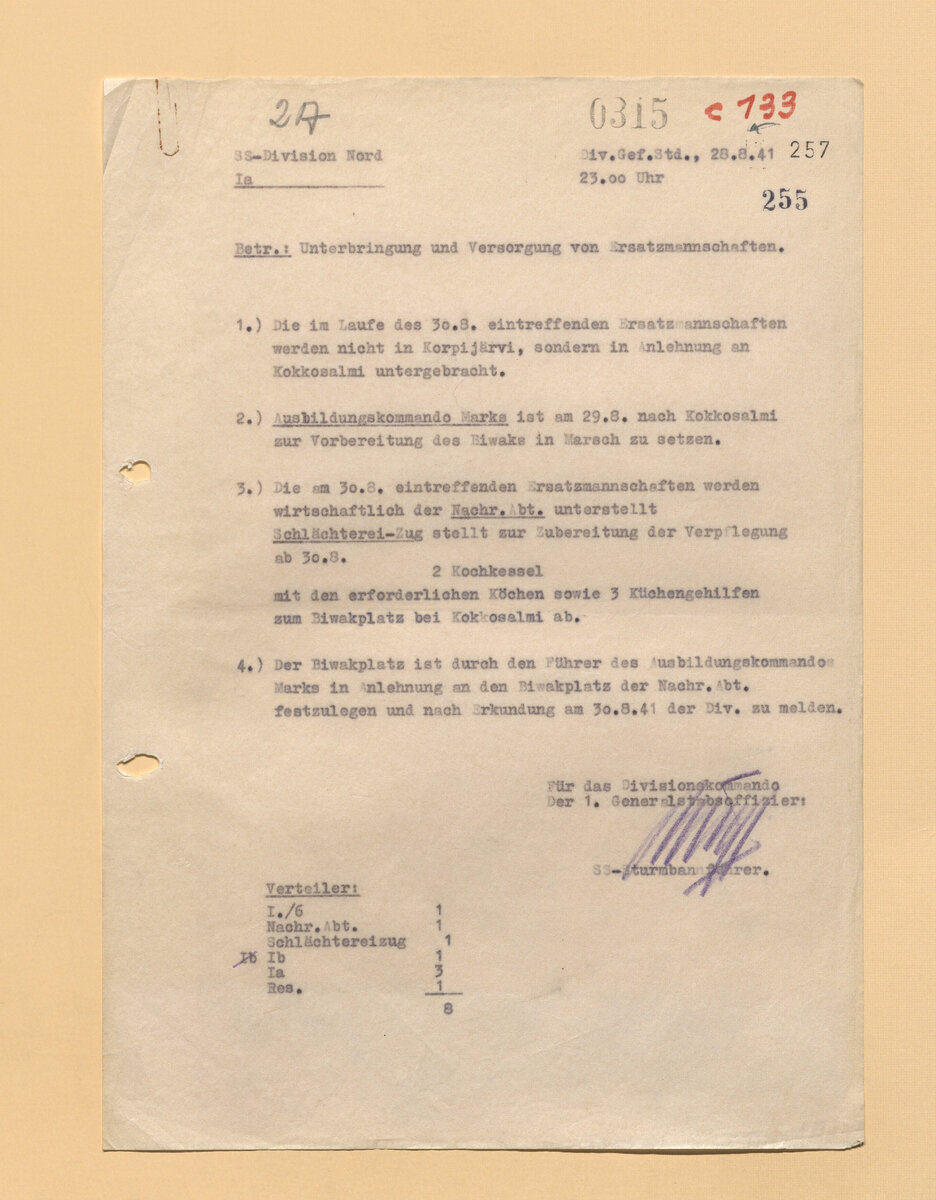 0315 c 133
SS-Division Nord Div.Gef.Std., 28.8.41 257
Ia 23.oo Uhr
255
Betr.: Unterbringung und Versorgung von Ersatzmannschaften.
1.) Die im Laufe des 3o.8. eintreffenden Ersatzmannschaften
werden nicht in Korpijärvi, sondern in Anlehnung an
Kokkosalmi untergebracht.
2.) Ausbildungskommando Marks ist am 29.8. nach Kokkosalmi
zur Vorbereitung des Biwaks in Marsch zu setzen.
3.) Die am 3o.8. eintreffenden Ersatzmannschaften werden
wirtschaftlich der Nachr.Abt. unterstellt
Schlächterei-Zug stellt zur Zubereitung der Verpflegung
ab 3o.8.
2 Kochkessel
mit den erforderlichen Köchen sowie 3 Küchengehilfen
zum Biwakplatz bei Kokkosalmi ab.
4.) Der Biwakplatz ist durch den Führer des Ausbildungskommandos
Marks in Anlehnung an den Biwakplatz der Nachr.Abt.
festzulegen und nach Erkundung am 3o.8.41 der Div. zu melden.
Für das Divisionskommando
Der 1. Generalstabsoffizier:
SS-Sturmbannführer.
Verteiler:
I./6 1
Nachr.Abt. 1
Schlächtereizug 1
Ib Ib 1
Ia 3
Res. 1
8